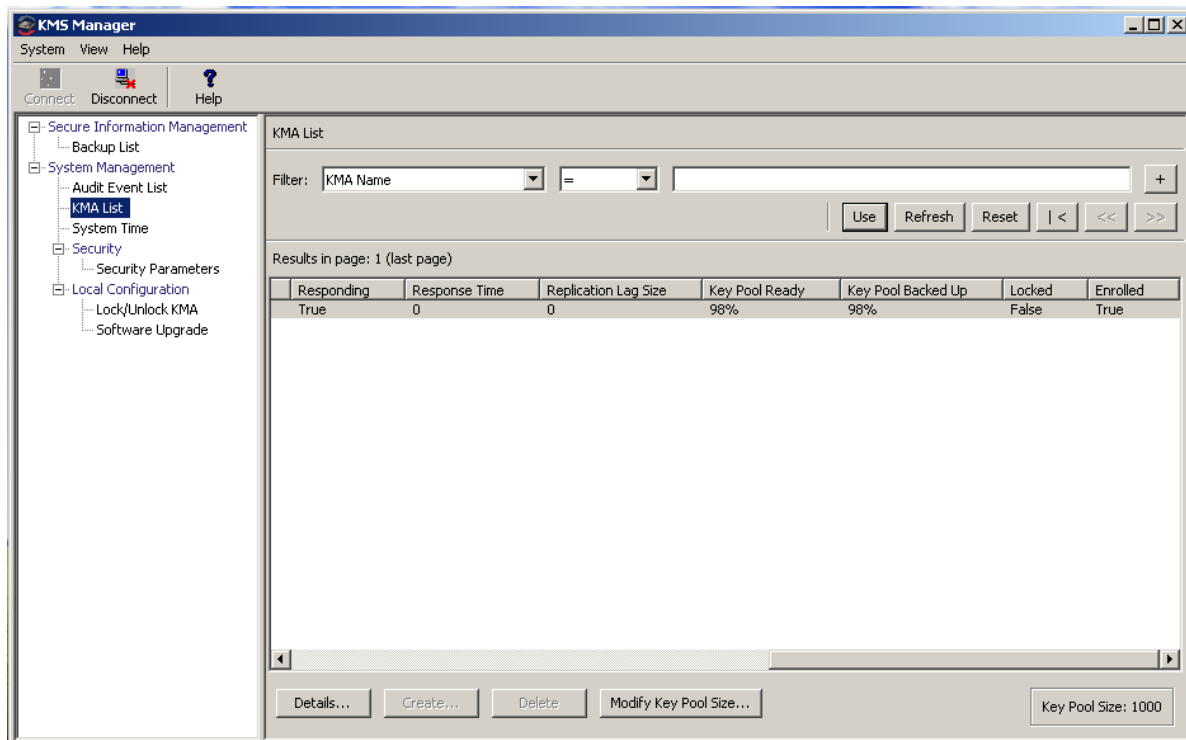 KMS Manager
System View Help
Connect Disconnect Help
Secure Information Management
Backup List
System Management
Audit Event List
KMA List
System Time
Security
Security Parameters
Local Configuration
Lock/Unlock KMA
Software Upgrade
KMA List
Filter: KMA Name = +
Use Refresh Reset |< << >>
Results in page: 1 (last page)
Responding Response Time Replication Lag Size Key Pool Ready Key Pool Backed Up Locked Enrolled
True 0 0 98% 98% False True
Details... Create... Delete Modify Key Pool Size... Key Pool Size: 1000